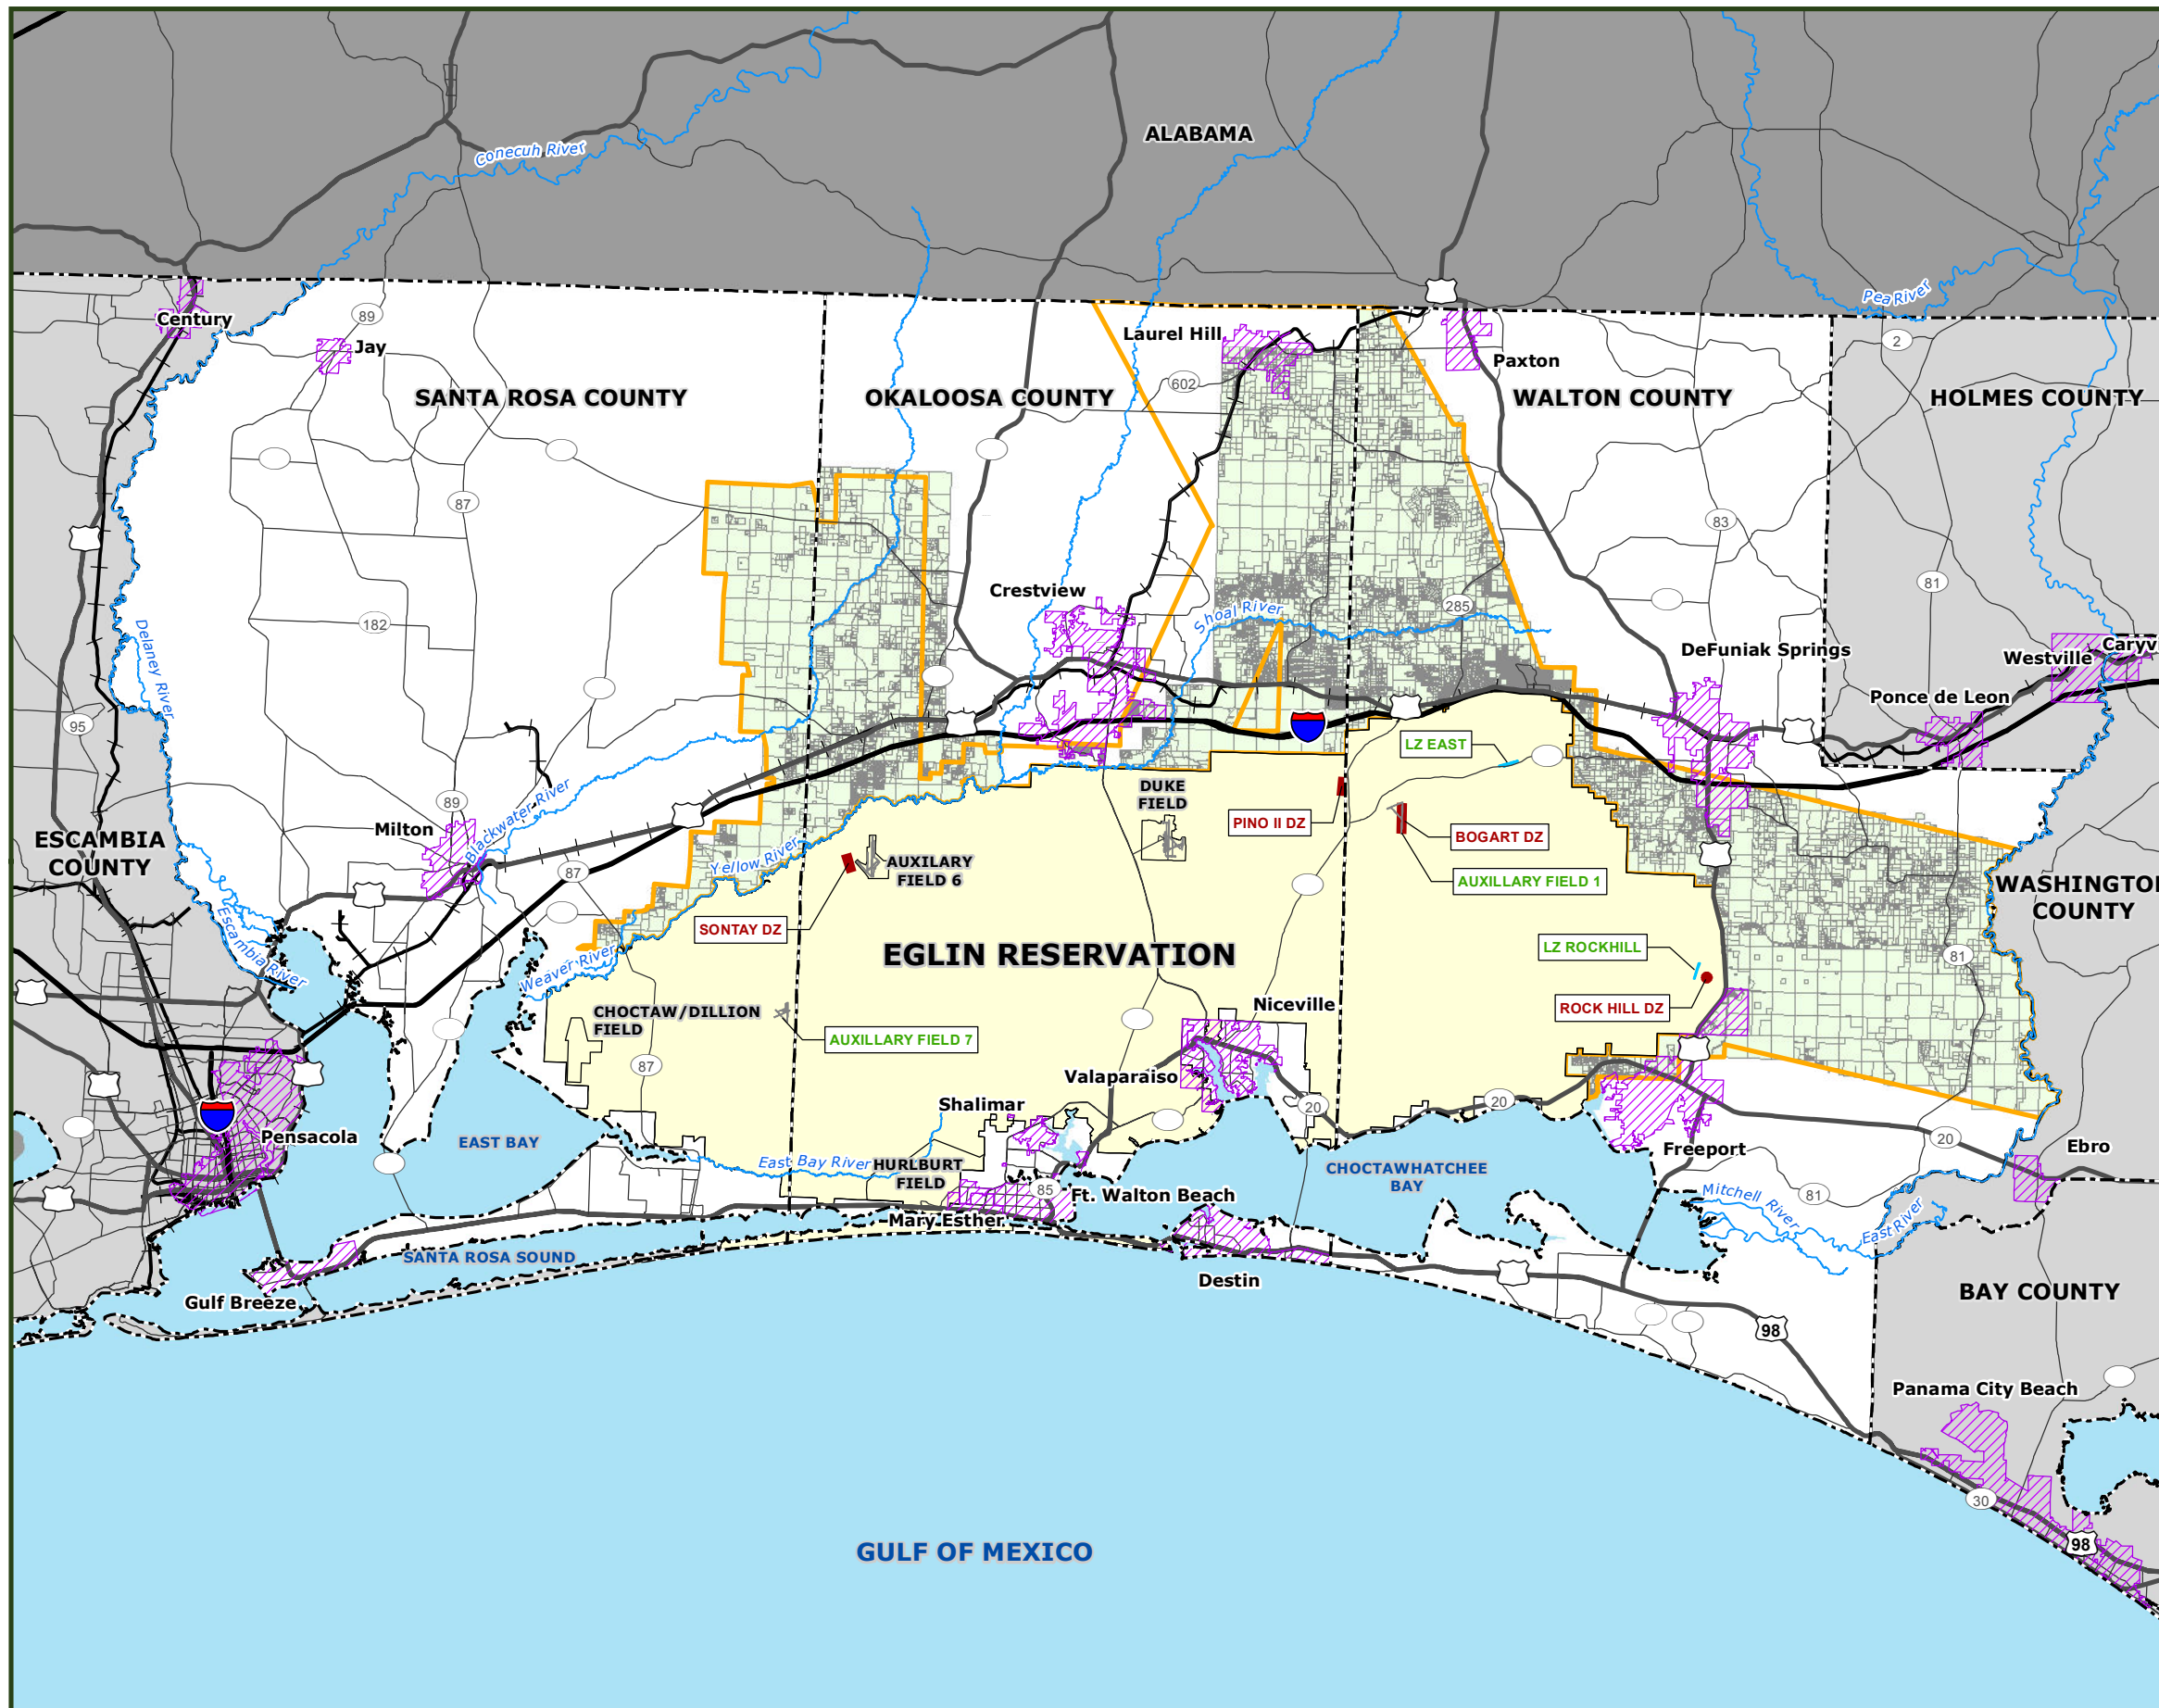 ALABAMA
Conecuh River
Pea River
Century
89
Jay
Laurel Hill
Paxton
2
602
SANTA ROSA COUNTY
OKALOOSA COUNTY
WALTON COUNTY
HOLMES COUNTY
87
83
81
Crestview
Shoal River
285
182
Delaney River
DeFuniak Springs
Westville
Caryv
Ponce de Leon
95
LZ EAST
DUKE
FIELD
PINO II DZ
BOGART DZ
AUXILLARY FIELD 1
89
Milton
Blackwater River
ESCAMBIA
COUNTY
87
Yellow River
AUXILARY
FIELD 6
SONTAY DZ
WASHINGTON
COUNTY
Escambia River
Weaver River
EGLIN RESERVATION
LZ ROCKHILL
81
ROCK HILL DZ
CHOCTAW/DILLION
FIELD
AUXILLARY FIELD 7
Niceville
87
Valaparaiso
Shalimar
20
20
Pensacola
EAST BAY
East Bay River
HURLBURT
FIELD
CHOCTAWHATCHEE
BAY
Freeport
20
Ebro
85
Ft. Walton Beach
Mary Esther
Mitchell River
81
East River
SANTA ROSA SOUND
Destin
Gulf Breeze
BAY COUNTY
98
Panama City Beach
30
98
GULF OF MEXICO